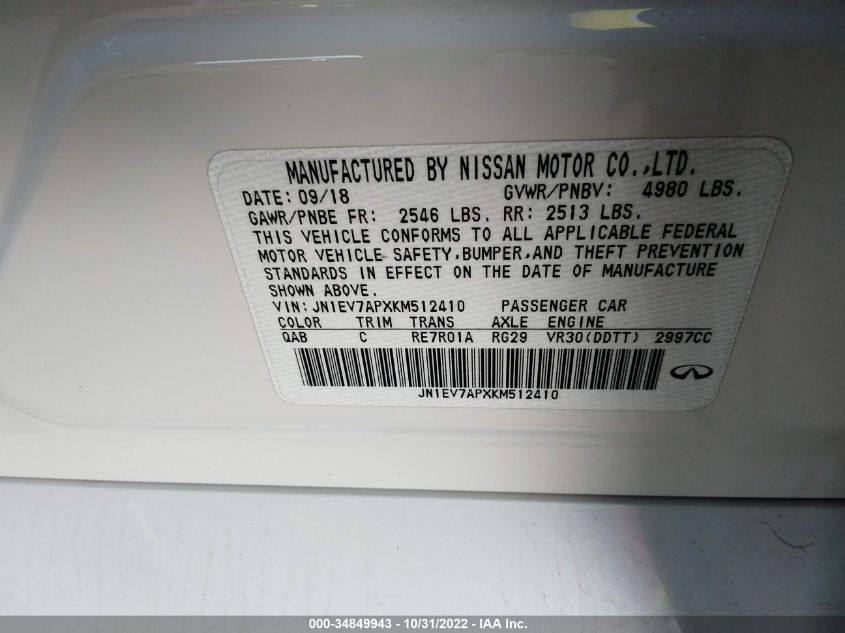 MANUFACTURED BY NISSAN MOTOR CO.,LTD.
DATE: 09/18 GVWR/PNBV: 4980 LBS.
GAWR/PNBE FR: 2546 LBS. RR: 2513 LBS.
THIS VEHICLE CONFORMS TO ALL APPLICABLE FEDERAL
MOTOR VEHICLE SAFETY,BUMPER,AND THEFT PREVENTION
STANDARDS IN EFFECT ON THE DATE OF MANUFACTURE
SHOWN ABOVE.
VIN: JN1EV7APXKM512410 PASSENGER CAR
COLOR TRIM TRANS AXLE ENGINE
QAB C RE7R01A RG29 VR30(DDTT) 2997CC
JN1EV7APXKM512410
000-34849943 - 10/31/2022 - IAA Inc.